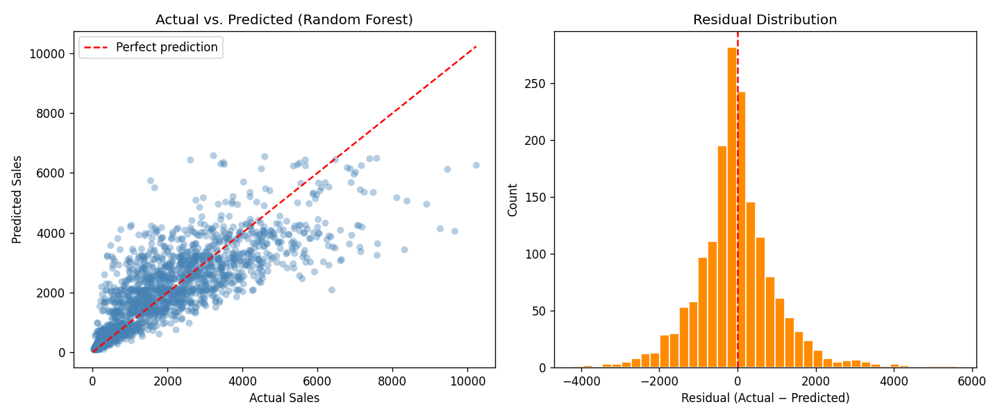 Actual vs. Predicted (Random Forest)
Perfect prediction
10000
8000
6000
4000
2000
0
Predicted Sales
0 2000 4000 6000 8000 10000
Actual Sales
Residual Distribution
250
200
150
100
50
0
Count
−4000 −2000 0 2000 4000 6000
Residual (Actual − Predicted)